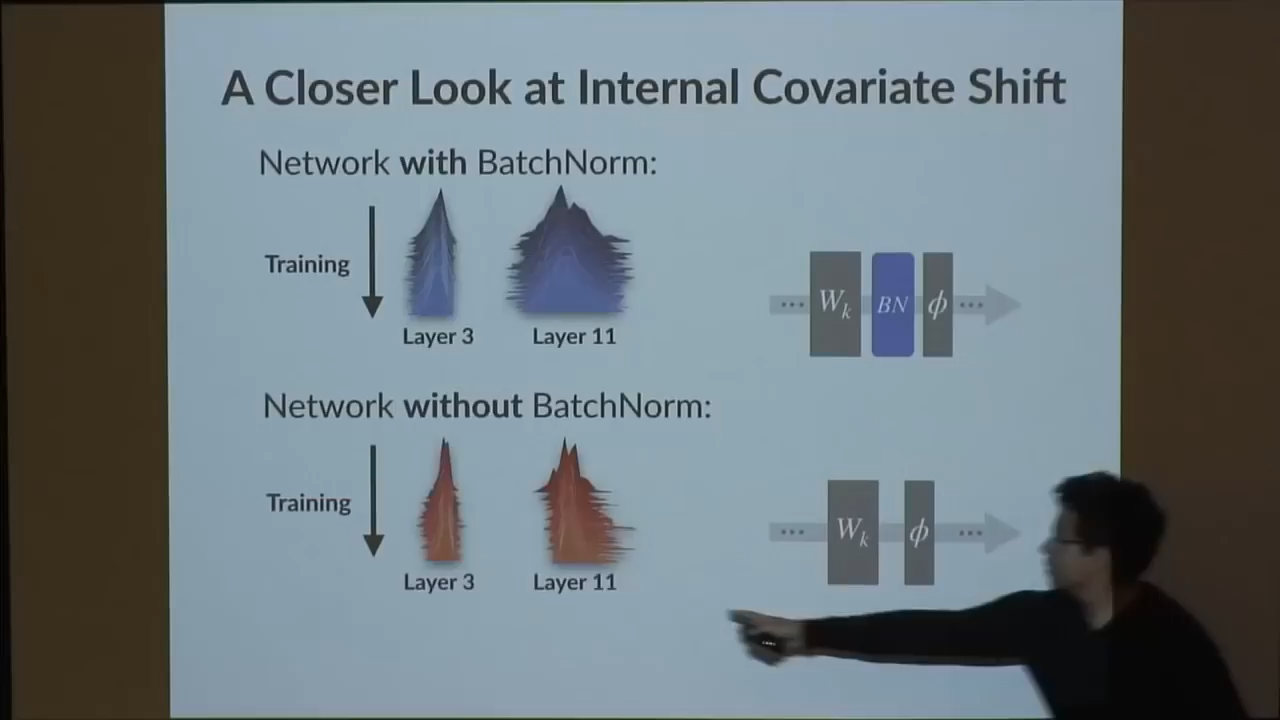 A Closer Look at Internal Covariate Shift
Network with BatchNorm:
Training
Layer 3
Layer 11
... W_k BN ϕ ...
Network without BatchNorm:
Training
Layer 3
Layer 11
... W_k ϕ ...